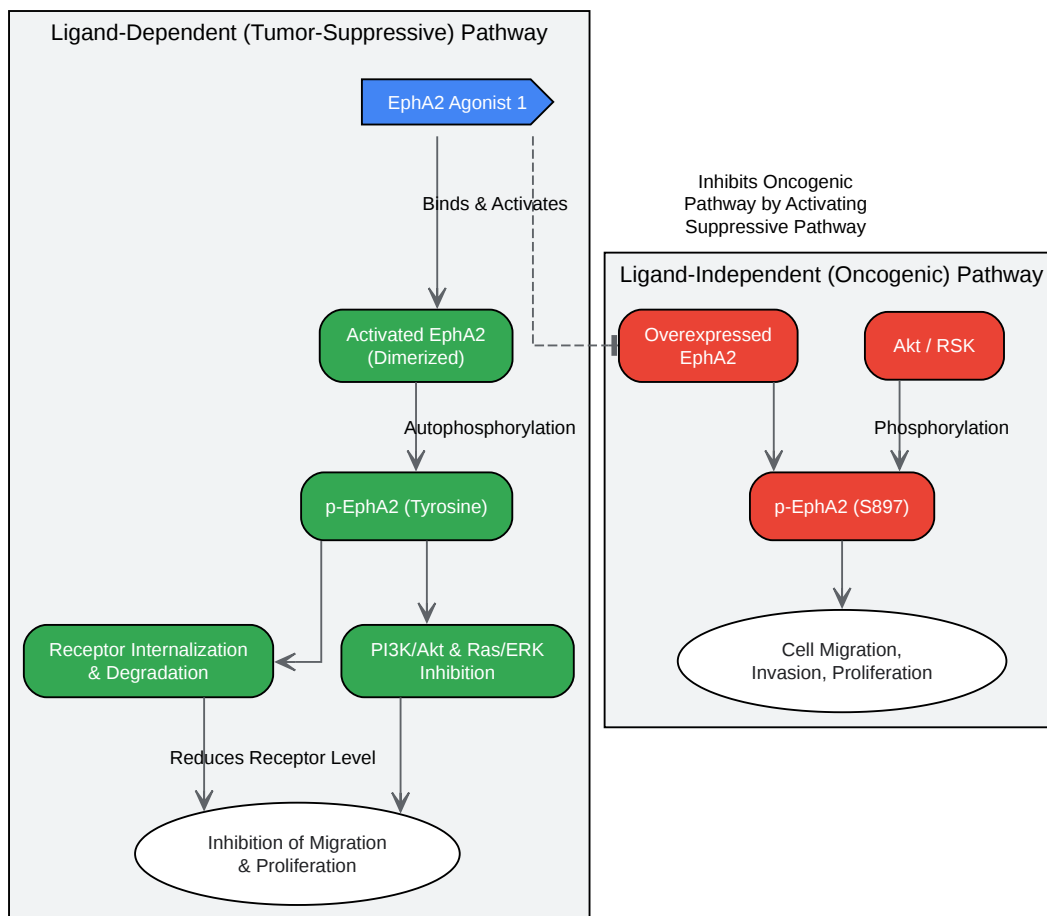 Ligand-Dependent (Tumor-Suppressive) Pathway
EphA2 Agonist 1
Binds & Activates
Activated EphA2
(Dimerized)
Autophosphorylation
p-EphA2 (Tyrosine)
Receptor Internalization
& Degradation
PI3K/Akt & Ras/ERK
Inhibition
Reduces Receptor Level
Inhibition of Migration
& Proliferation
Inhibits Oncogenic
Pathway by Activating
Suppressive Pathway
Ligand-Independent (Oncogenic) Pathway
Overexpressed
EphA2
Akt / RSK
Phosphorylation
p-EphA2 (S897)
Cell Migration,
Invasion, Proliferation